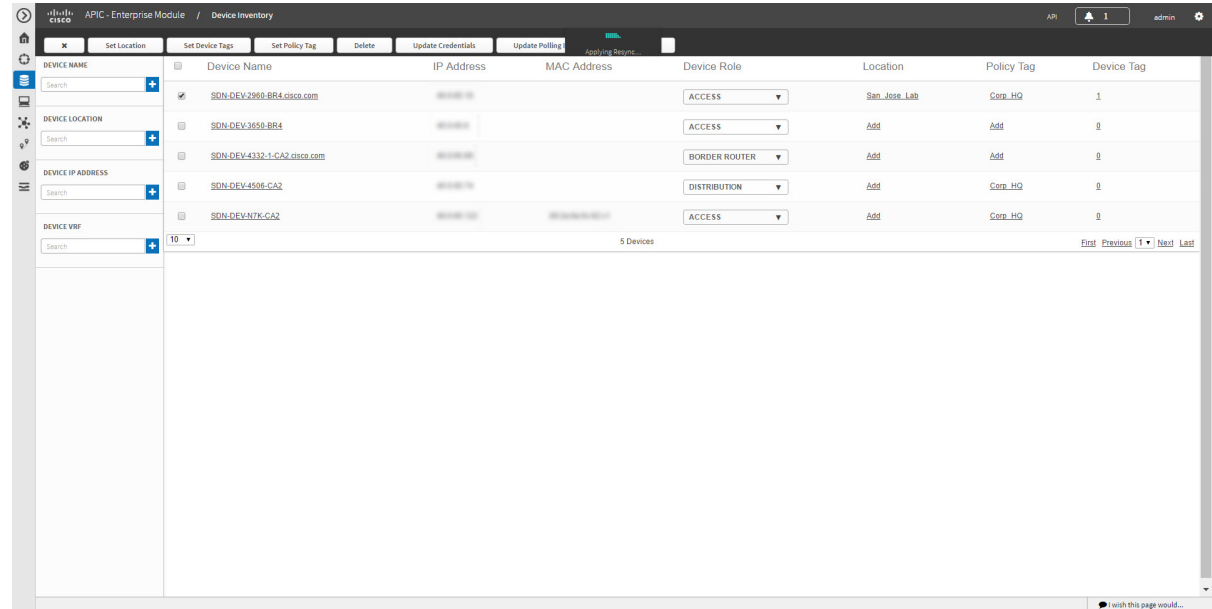 CISCO APIC - Enterprise Module / Device Inventory API 1 admin
Set Location Set Device Tags Set Policy Tag Delete Update Credentials Update Polling Applying Resync...
DEVICE NAME
Search
DEVICE LOCATION
Search
DEVICE IP ADDRESS
Search
DEVICE VRF
Search
Device Name IP Address MAC Address Device Role Location Policy Tag Device Tag
SDN-DEV-2960-BR4.cisco.com ACCESS San_Jose_Lab Corp_HQ 1
SDN-DEV-3650-BR4 ACCESS Add Add 0
SDN-DEV-4332-1-CA2.cisco.com BORDER ROUTER Add Add 0
SDN-DEV-4506-CA2 DISTRIBUTION Add Corp_HQ 0
SDN-DEV-N7K-CA2 ACCESS Add Corp_HQ 0
10 5 Devices First Previous 1 Next Last
I wish this page would...